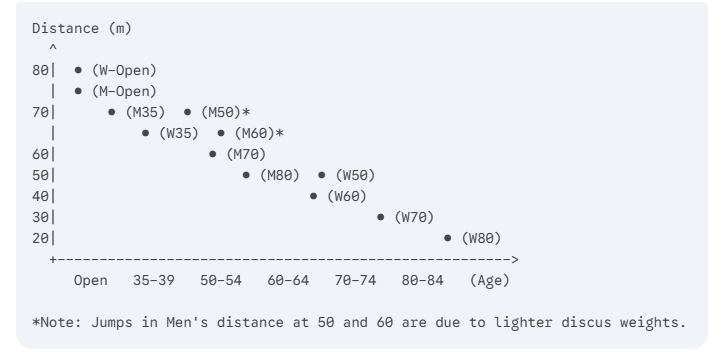 Distance (m)
^
80|  ● (W-Open)
|  ● (M-Open)
70|      ● (M35)  ● (M50)*
|          ● (W35)  ● (M60)*
60|                  ● (M70)
50|                      ● (M80)  ● (W50)
40|                              ● (W60)
30|                                      ● (W70)
20|                                              ● (W80)
+------------------------------------------------------>
Open   35-39   50-54   60-64   70-74   80-84   (Age)
*Note: Jumps in Men's distance at 50 and 60 are due to lighter discus weights.